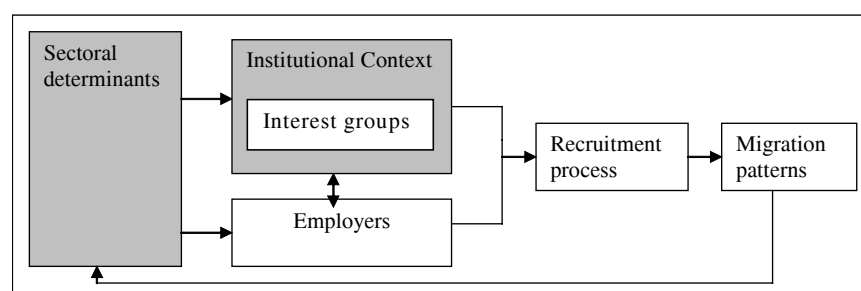 Sectoral
determinants
Institutional Context
Interest groups
Employers
Recruitment
process
Migration
patterns